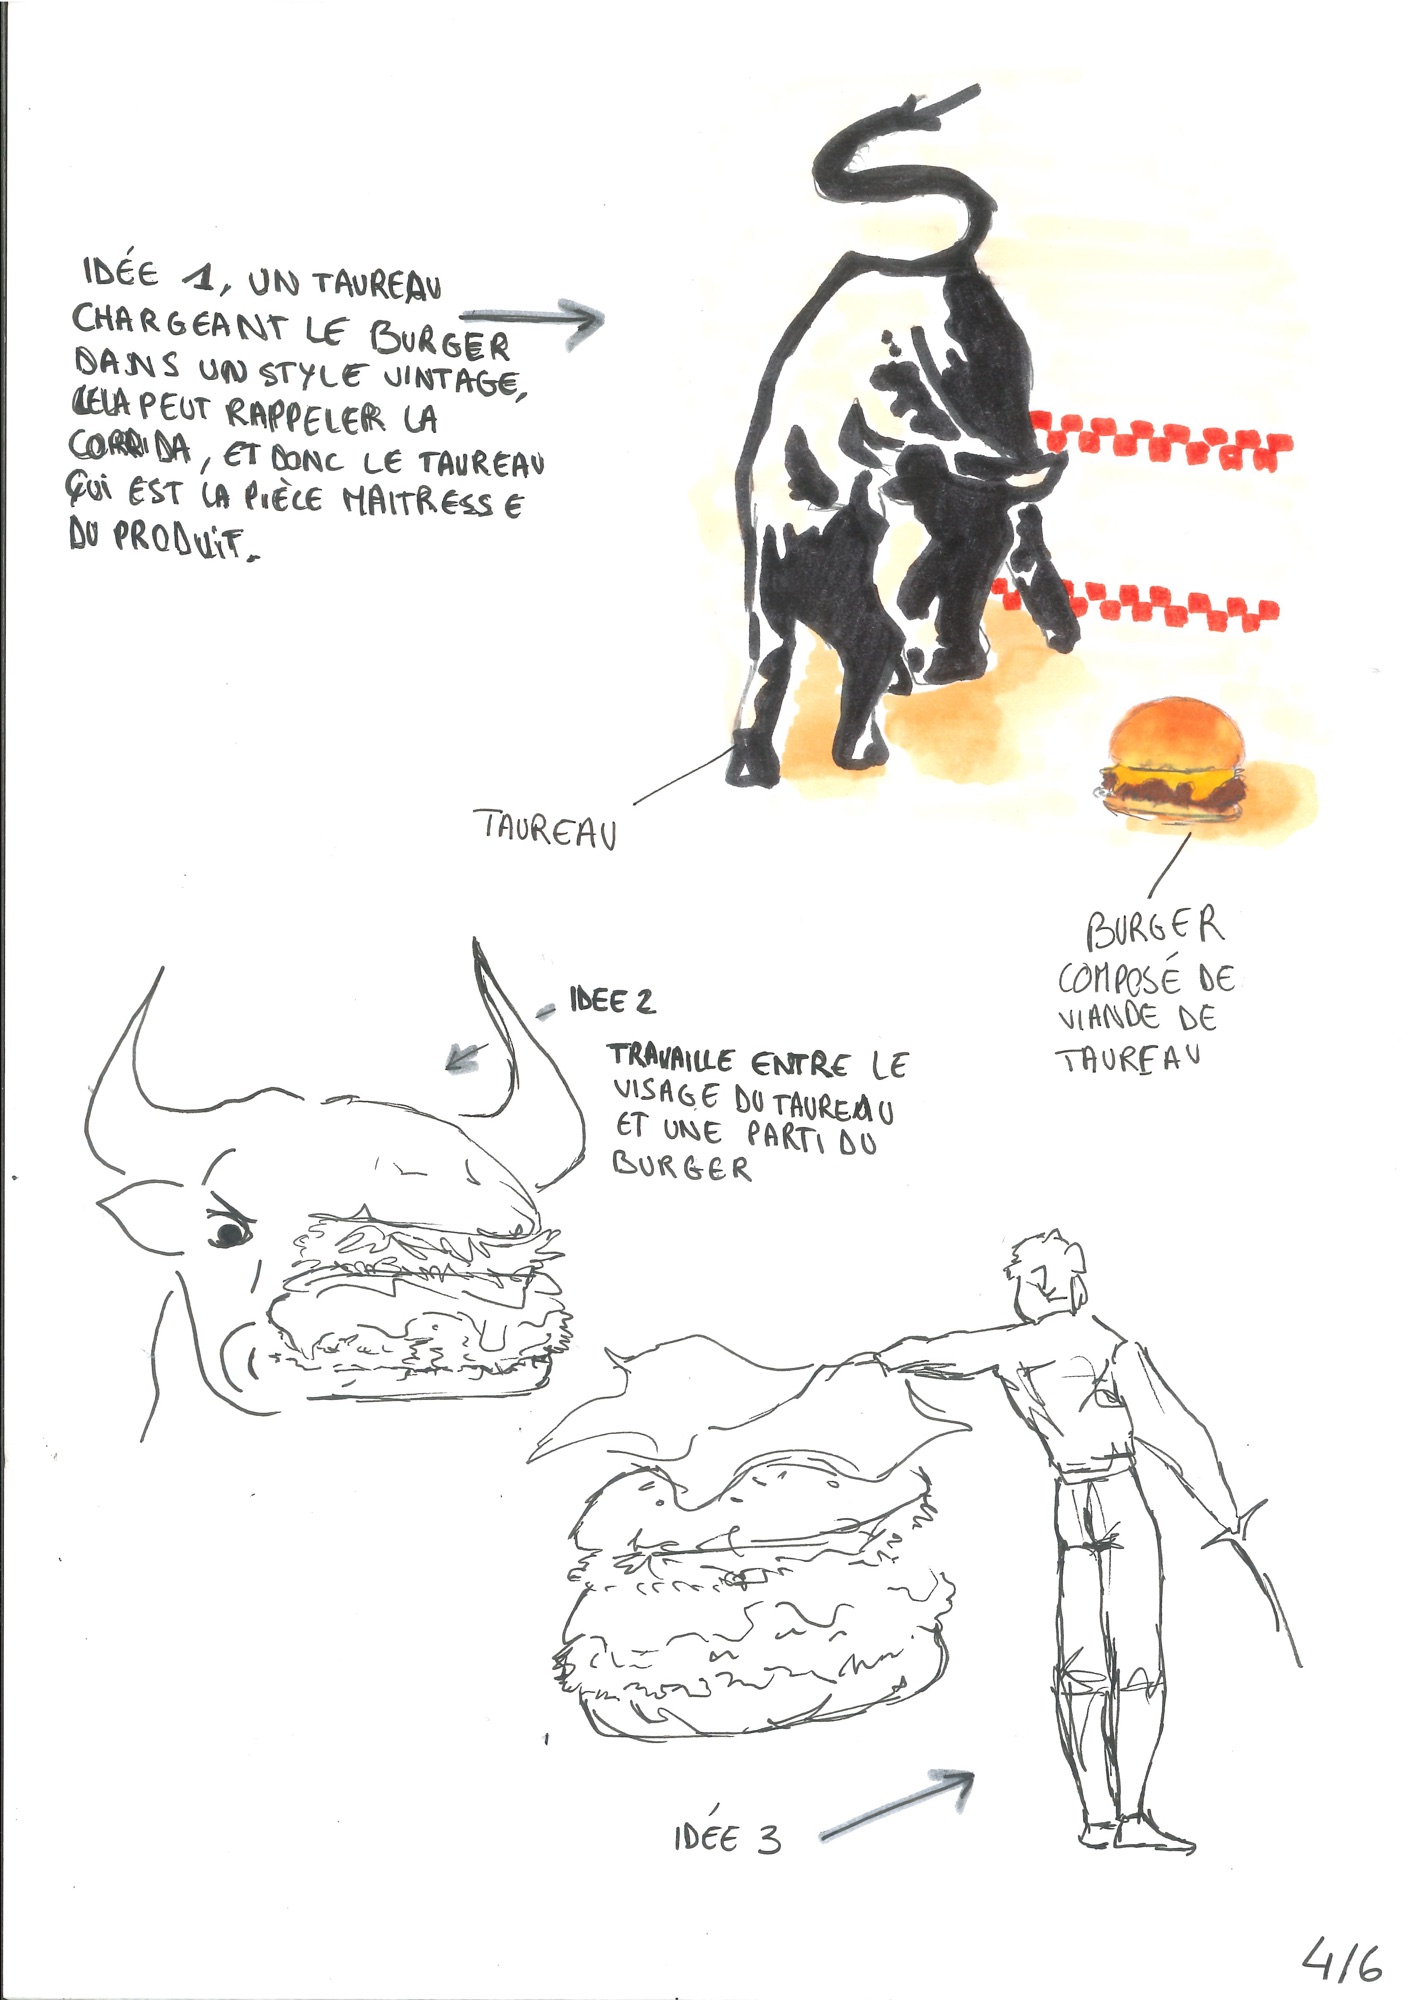 IDÉE 1, UN TAUREAU
CHARGEANT LE BURGER
DANS UN STYLE VINTAGE,
CELA PEUT RAPPELER LA
CORRIDA, ET DONC LE TAUREAU
QUI EST LA PIÈCE MAITRESSE
DU PRODUIT.
TAUREAU
BURGER
COMPOSÉ DE
VIANDE DE
TAUREAU
IDEE 2
TRAVAILLE ENTRE LE
VISAGE DU TAUREAU
ET UNE PARTI DU
BURGER
IDÉE 3
4/6